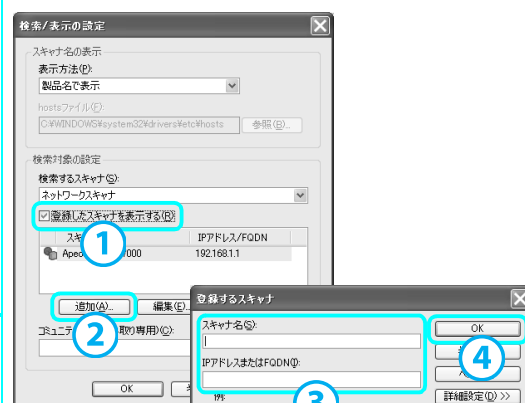 検索/表示の設定
スキャナ名の表示
表示方法(P):
製品名で表示
hostsファイル(F):
C:¥WINDOWS¥system32¥drivers¥etc¥hosts
参照(B)...
検索対象の設定
検索するスキャナ(S):
ネットワークスキャナ
登録したスキャナを表示する(R)
IPアドレス/FQDN
192.168.1.1
1
追加(A)...
編集(E)...
2
OK
登録するスキャナ
スキャナ名(S):
IPアドレスまたはFQDN(I):
例:
3
OK
4
詳細設定(D) >>